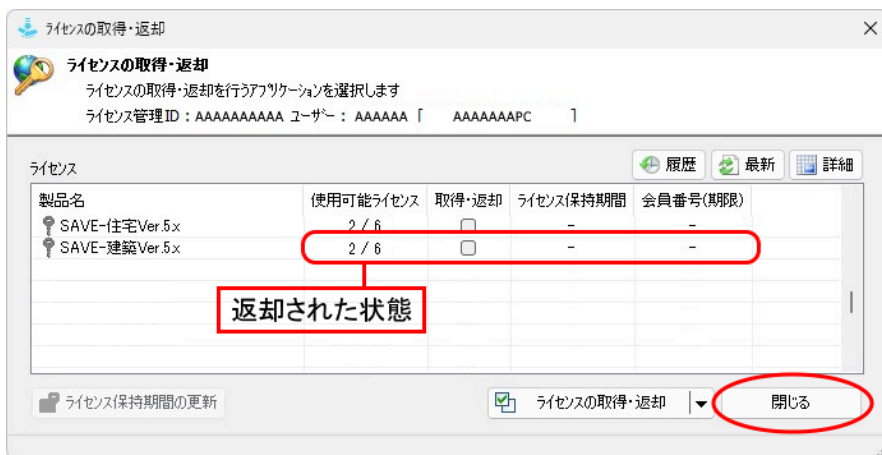 ライセンスの取得・返却
ライセンスの取得・返却
ライセンスの取得・返却を行うアプリケーションを選択します
ライセンス管理ID：AAAAAAAAAA ユーザー： AAAAAA［ AAAAAAAPC ］
ライセンス 履歴 最新 詳細
製品名 使用可能ライセンス 取得・返却 ライセンス保持期間 会員番号(期限)
SAVE-住宅Ver.5x 2 / 6 - -
SAVE-建築Ver.5x 2 / 6 - -
返却された状態
ライセンス保持期間の更新 ライセンスの取得・返却 閉じる